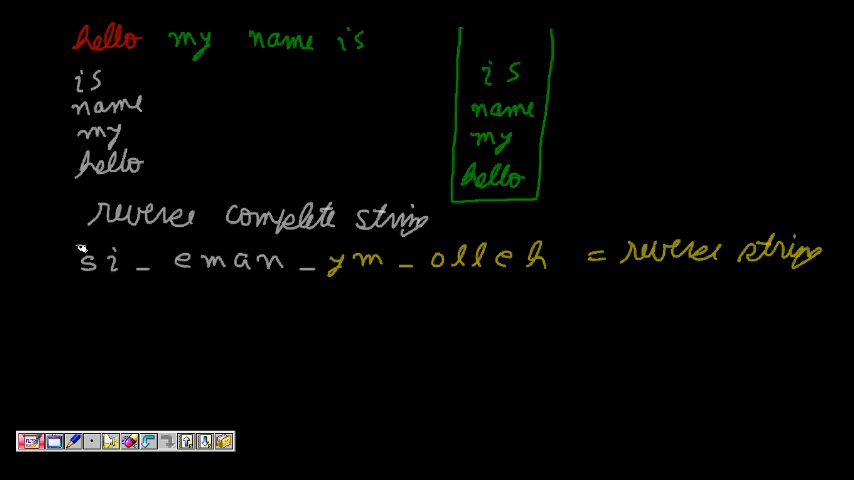 hello my name is
is
name
my
hello
is
name
my
hello
reverse complete string
si_eman_ym_olleh = reverse string